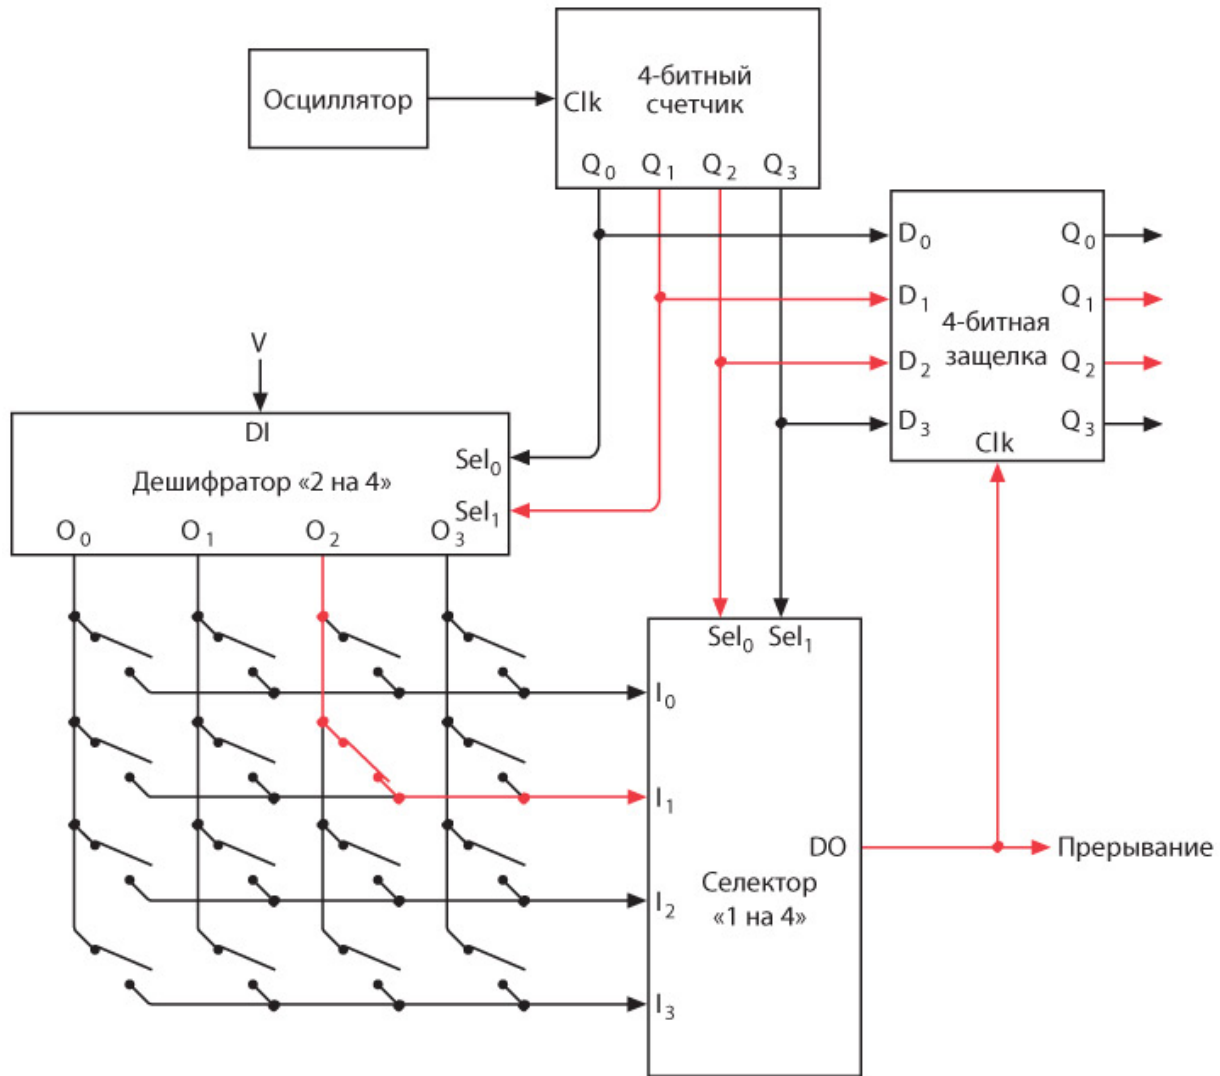 Осциллятор
Clk
4-битный
счетчик
Q0 Q1 Q2 Q3
D0
D1
D2
D3
4-битная
защелка
Clk
Q0
Q1
Q2
Q3
V
DI
Дешифратор «2 на 4»
Sel0
Sel1
O0 O1 O2 O3
Sel0 Sel1
I0
I1
I2
I3
DO
Селектор
«1 на 4»
Прерывание